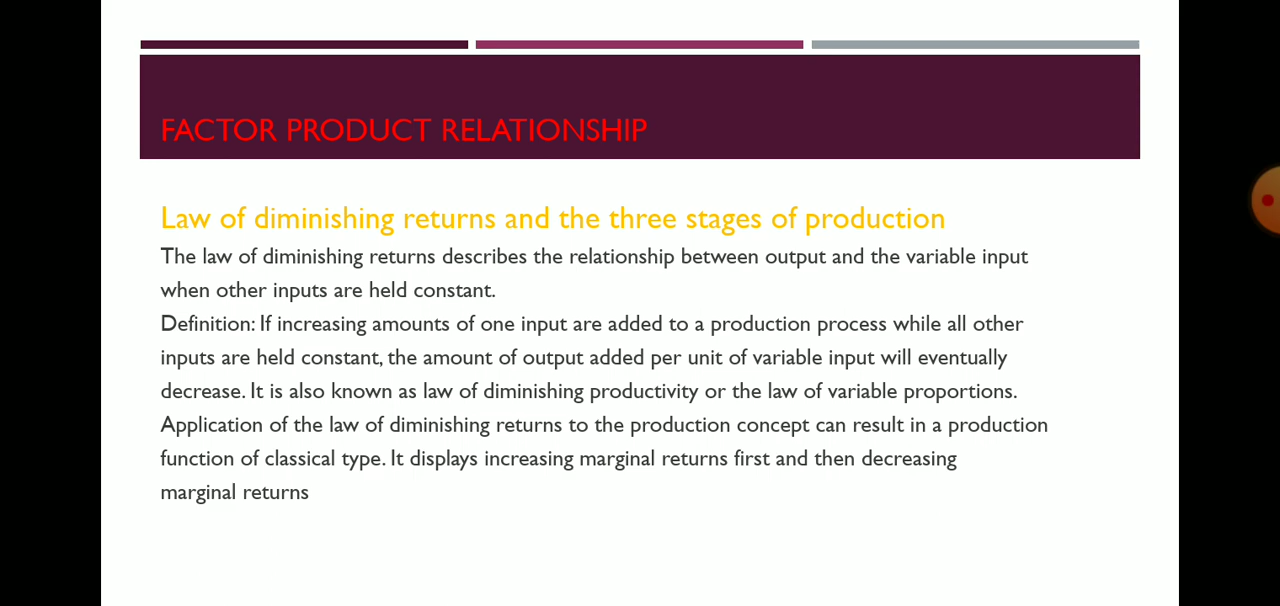 FACTOR PRODUCT RELATIONSHIP
Law of diminishing returns and the three stages of production
The law of diminishing returns describes the relationship between output and the variable input
when other inputs are held constant.
Definition: If increasing amounts of one input are added to a production process while all other
inputs are held constant, the amount of output added per unit of variable input will eventually
decrease. It is also known as law of diminishing productivity or the law of variable proportions.
Application of the law of diminishing returns to the production concept can result in a production
function of classical type. It displays increasing marginal returns first and then decreasing
marginal returns